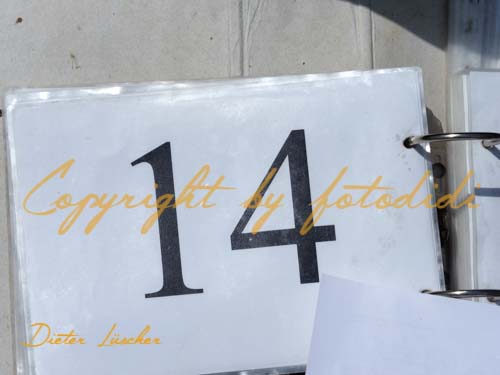 14
Copyright by fotodidi
Dieter Lüscher